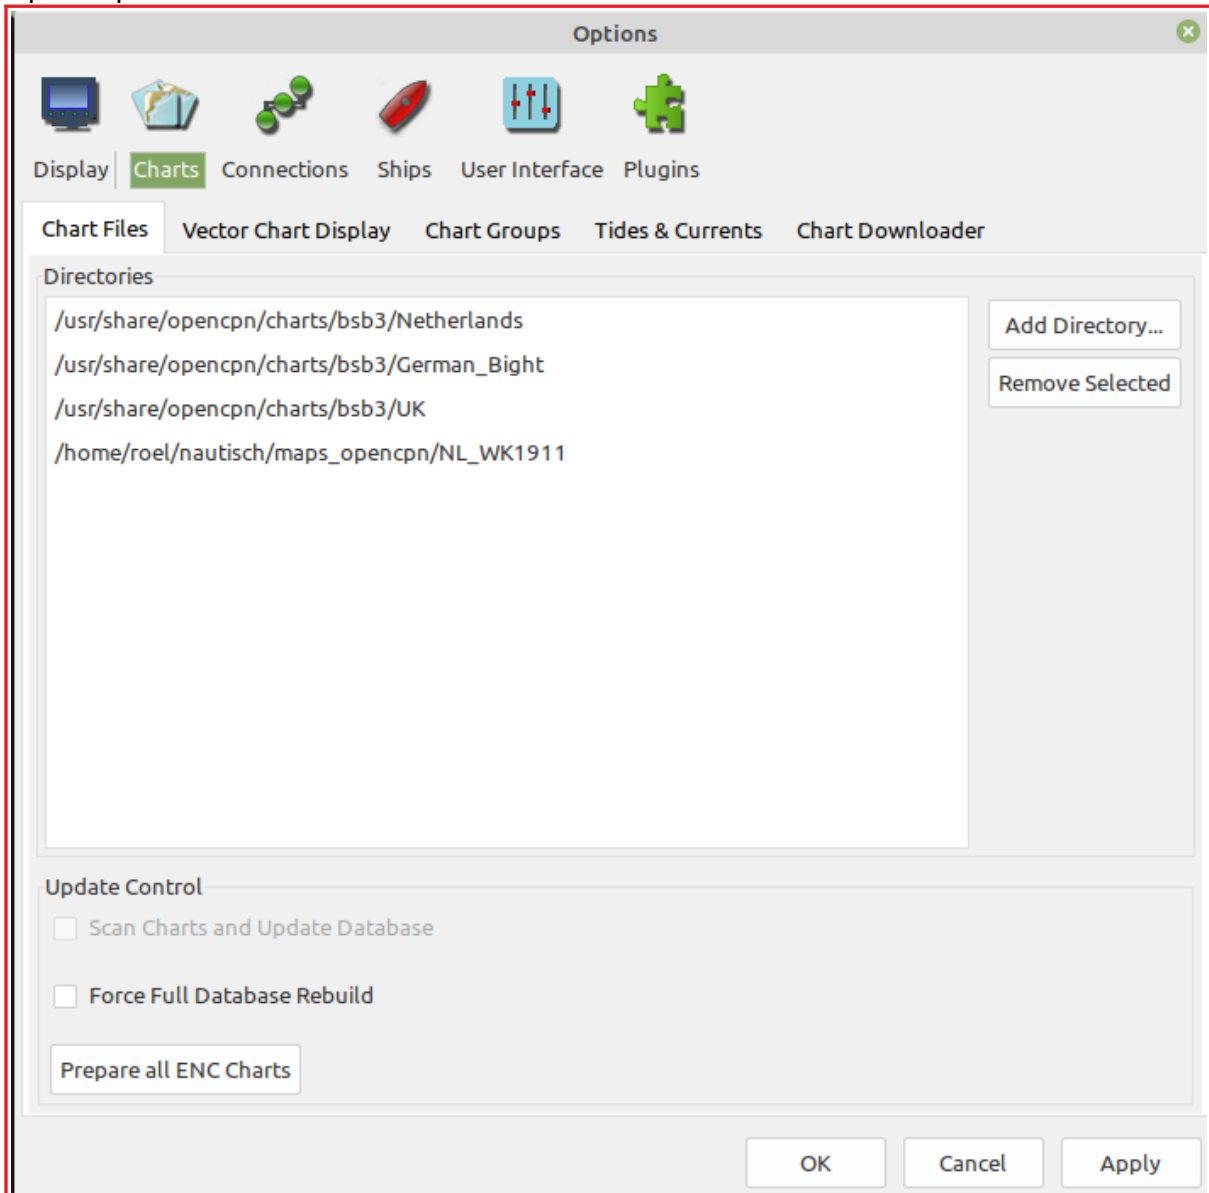 Options
Display Charts Connections Ships User Interface Plugins
Chart Files Vector Chart Display Chart Groups Tides & Currents Chart Downloader
Directories
/usr/share/opencpn/charts/bsb3/Netherlands
/usr/share/opencpn/charts/bsb3/German_Bight
/usr/share/opencpn/charts/bsb3/UK
/home/roel/nautisch/maps_opencpn/NL_WK1911
Add Directory...
Remove Selected
Update Control
Scan Charts and Update Database
Force Full Database Rebuild
Prepare all ENC Charts
OK Cancel Apply